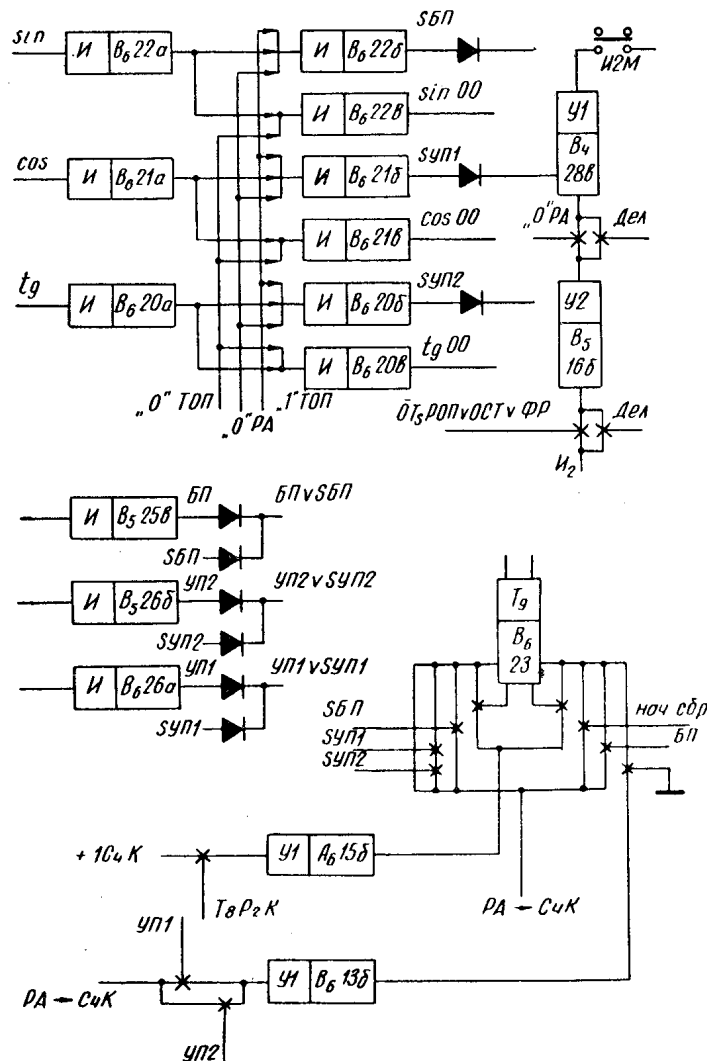 sin
И В₆ 22а
И В₆ 22б
SБП
И2М
И В₆ 22в
sin 00
У1
В₄
28в
cos
И В₆ 21а
И В₆ 21б
SУП1
И В₆ 21в
cos 00
„0" РА
Дел
tg
И В₆ 20а
И В₆ 20б
SУП2
У2
В₅
16б
И В₆ 20в
tg 00
„0" ТОП
„0" РА
„1" ТОП
ŌТ₅РОПvОСТvФР
Дел
И₂
И В₅ 25в
БП
БПvSБП
SБП
И В₅ 26б
УП2
УП2vSУП2
SУП2
И В₆ 26а
УП1
УП1vSУП1
SУП1
Т₉
В₆
23
SБП
SУП1
SУП2
нач сбр
БП
+1СчК
У1 А₆ 15б
Т8Р₂К
РА ← СчК
УП1
РА ← СчК
У1 В₆ 13б
УП2